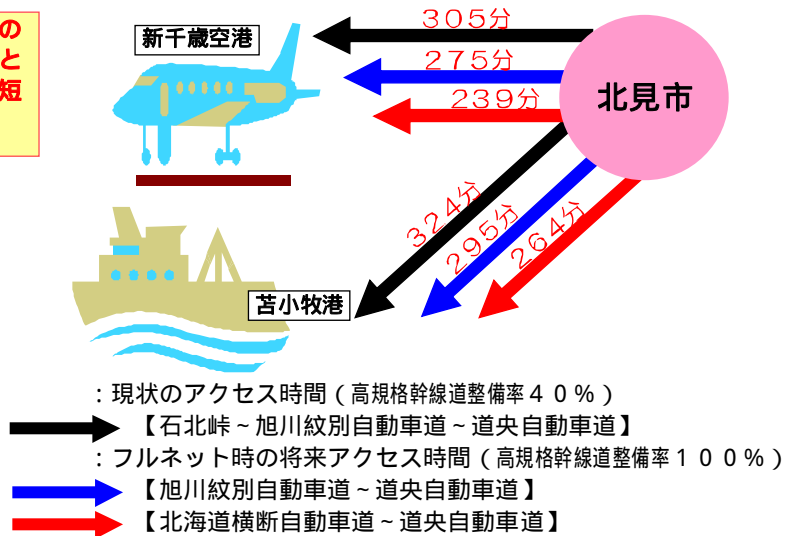 の
と
短
新千歳空港
305分
275分
239分
北見市
324分
295分
264分
苫小牧港
：現状のアクセス時間（高規格幹線道整備率４０％）
【石北峠～旭川紋別自動車道～道央自動車道】
：フルネット時の将来アクセス時間（高規格幹線道整備率１００％）
【旭川紋別自動車道～道央自動車道】
【北海道横断自動車道～道央自動車道】